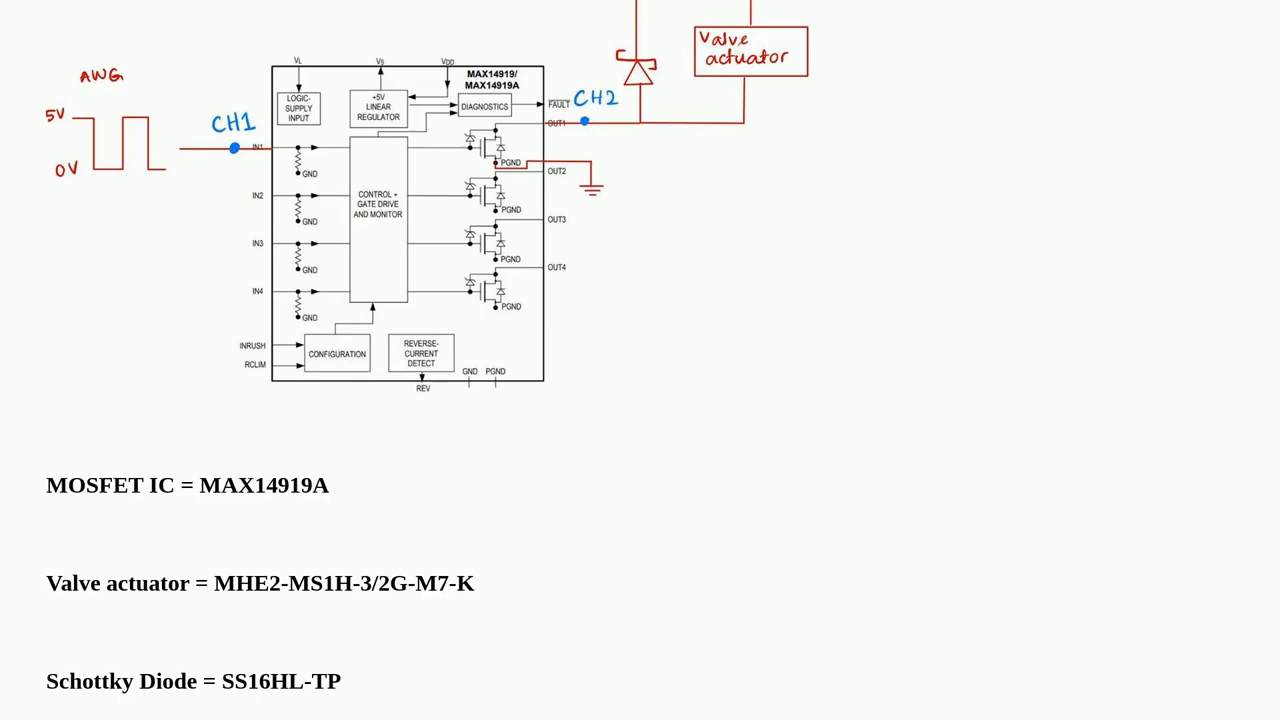 Valve
actuator
AWG
5V
0V
CH1
CH2
VL
V5
VDD
MAX14919/
MAX14919A
LOGIC-
SUPPLY
INPUT
+5V
LINEAR
REGULATOR
DIAGNOSTICS
FAULT
OUT1
IN1
GND
PGND
OUT2
IN2
GND
PGND
CONTROL +
GATE DRIVE
AND MONITOR
OUT3
IN3
GND
PGND
OUT4
IN4
GND
PGND
INRUSH
RCLIM
CONFIGURATION
REVERSE-
CURRENT
DETECT
GND PGND
REV
MOSFET IC = MAX14919A
Valve actuator = MHE2-MS1H-3/2G-M7-K
Schottky Diode = SS16HL-TP